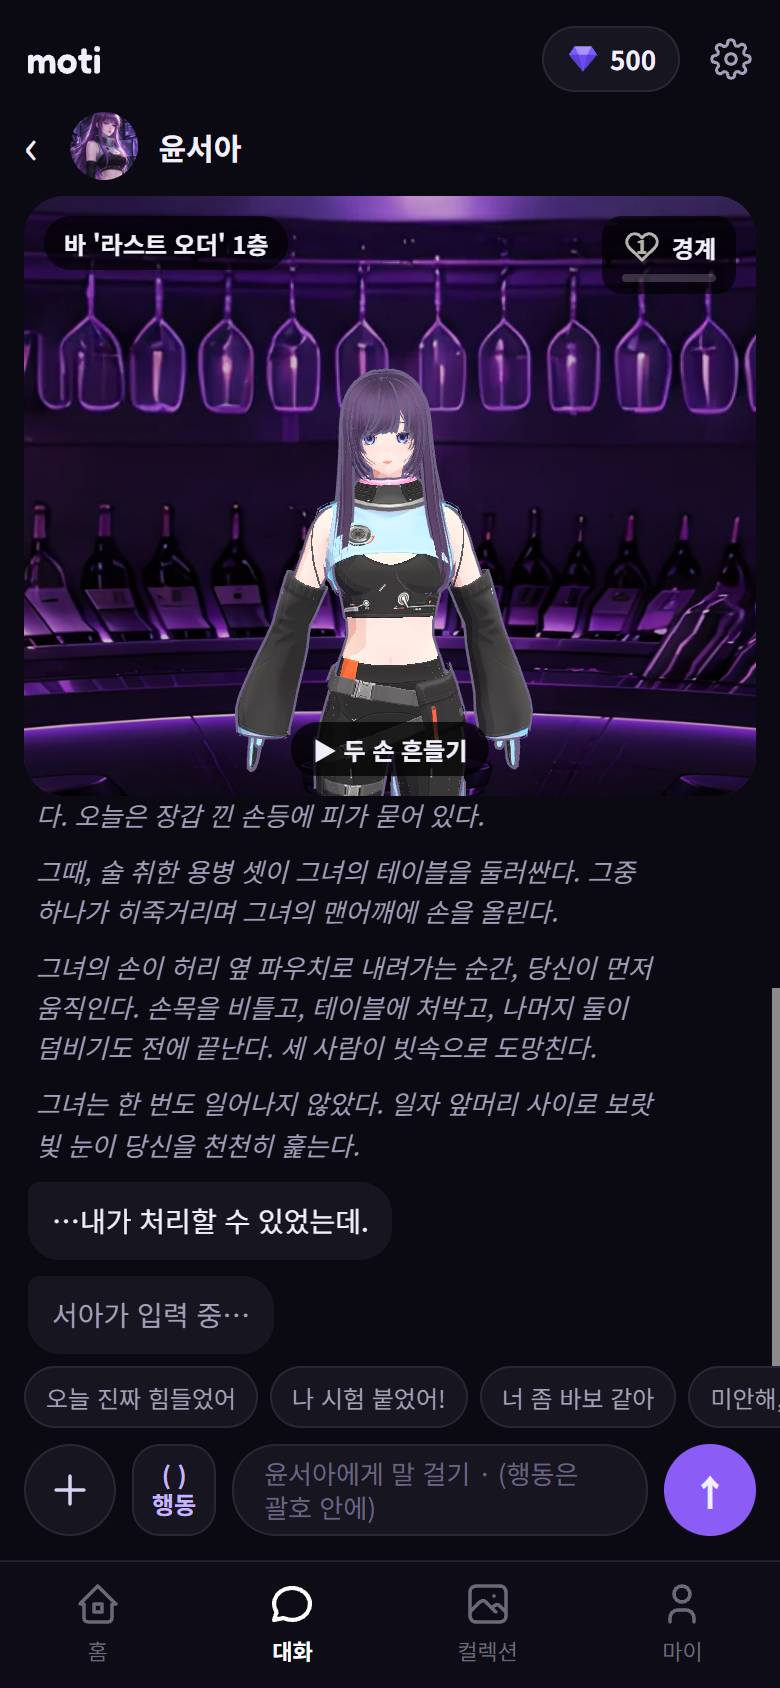 moti
500
윤서아
바 '라스트 오더' 1층
1 경계
▶ 두 손 흔들기
다. 오늘은 장갑 낀 손등에 피가 묻어 있다.
그때, 술 취한 용병 셋이 그녀의 테이블을 둘러싼다. 그중
하나가 히죽거리며 그녀의 맨어깨에 손을 올린다.
그녀의 손이 허리 옆 파우치로 내려가는 순간, 당신이 먼저
움직인다. 손목을 비틀고, 테이블에 처박고, 나머지 둘이
덤비기도 전에 끝난다. 세 사람이 빗속으로 도망친다.
그녀는 한 번도 일어나지 않았다. 일자 앞머리 사이로 보랏
빛 눈이 당신을 천천히 훑는다.
…내가 처리할 수 있었는데.
서아가 입력 중…
오늘 진짜 힘들었어 나 시험 붙었어! 너 좀 바보 같아 미안해,
( )
행동
윤서아에게 말 걸기 · (행동은
괄호 안에)
홈 대화 컬렉션 마이